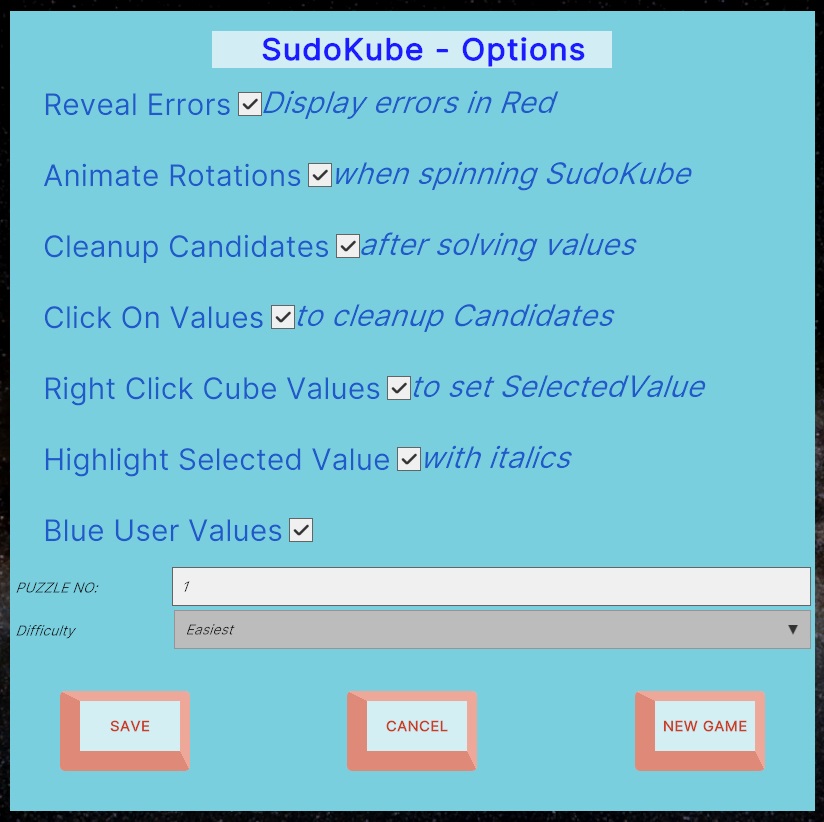 SudoKube - Options
Reveal Errors Display errors in Red
Animate Rotations when spinning SudoKube
Cleanup Candidates after solving values
Click On Values to cleanup Candidates
Right Click Cube Values to set SelectedValue
Highlight Selected Value with italics
Blue User Values
PUZZLE NO: 1
Difficulty Easiest
SAVE CANCEL NEW GAME